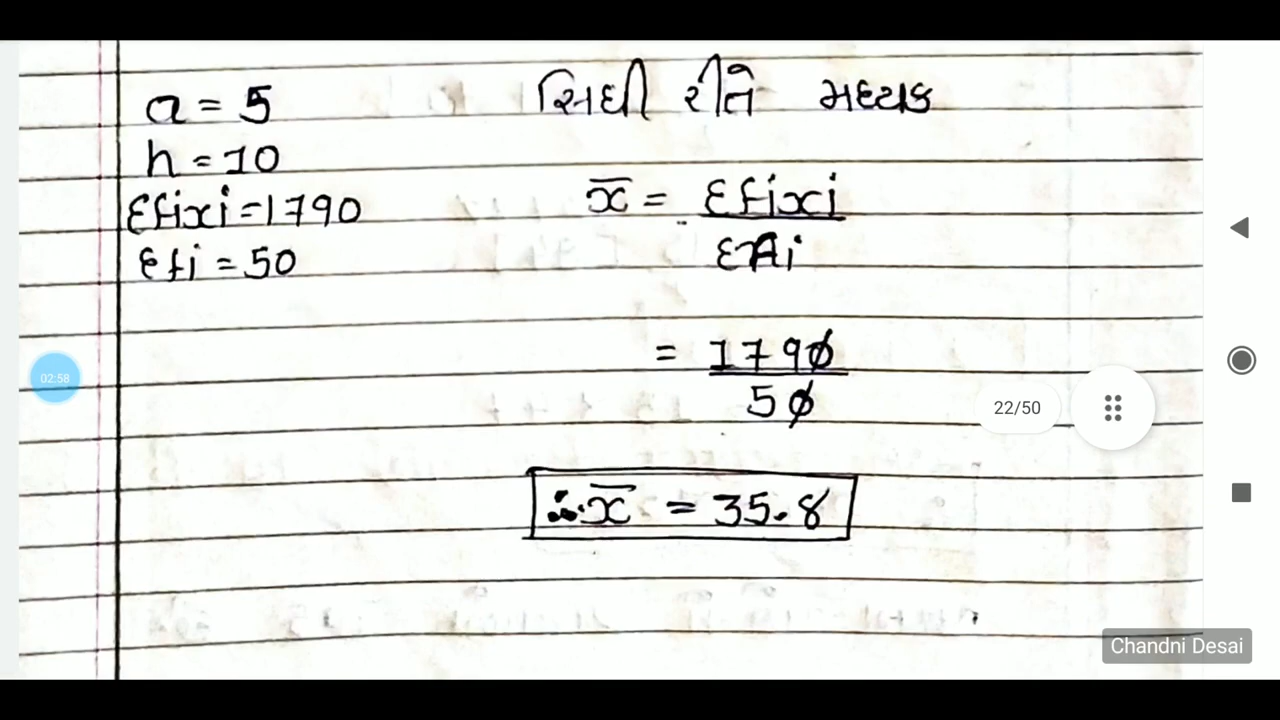 a = 5
h = 10
Σfixi = 1790
Σfi = 50
સિધી રીતે મધ્યક
x̄ = Σfixi
Σfi
= 1790
50
∴ x̄ = 35.8
02:58
22/50
Chandni Desai